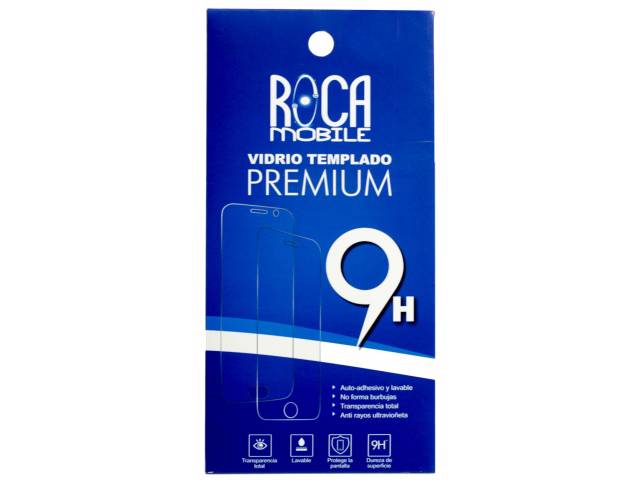 ROCA
MOBILE
VIDRIO TEMPLADO
PREMIUM
9H
Auto-adhesivo y lavable
No forma burbujas
Transparencia total
Anti rayos ultravioñeta
9H
Transparencia
total
Lavable
Protege la
pantalla
Dureza de
superficie